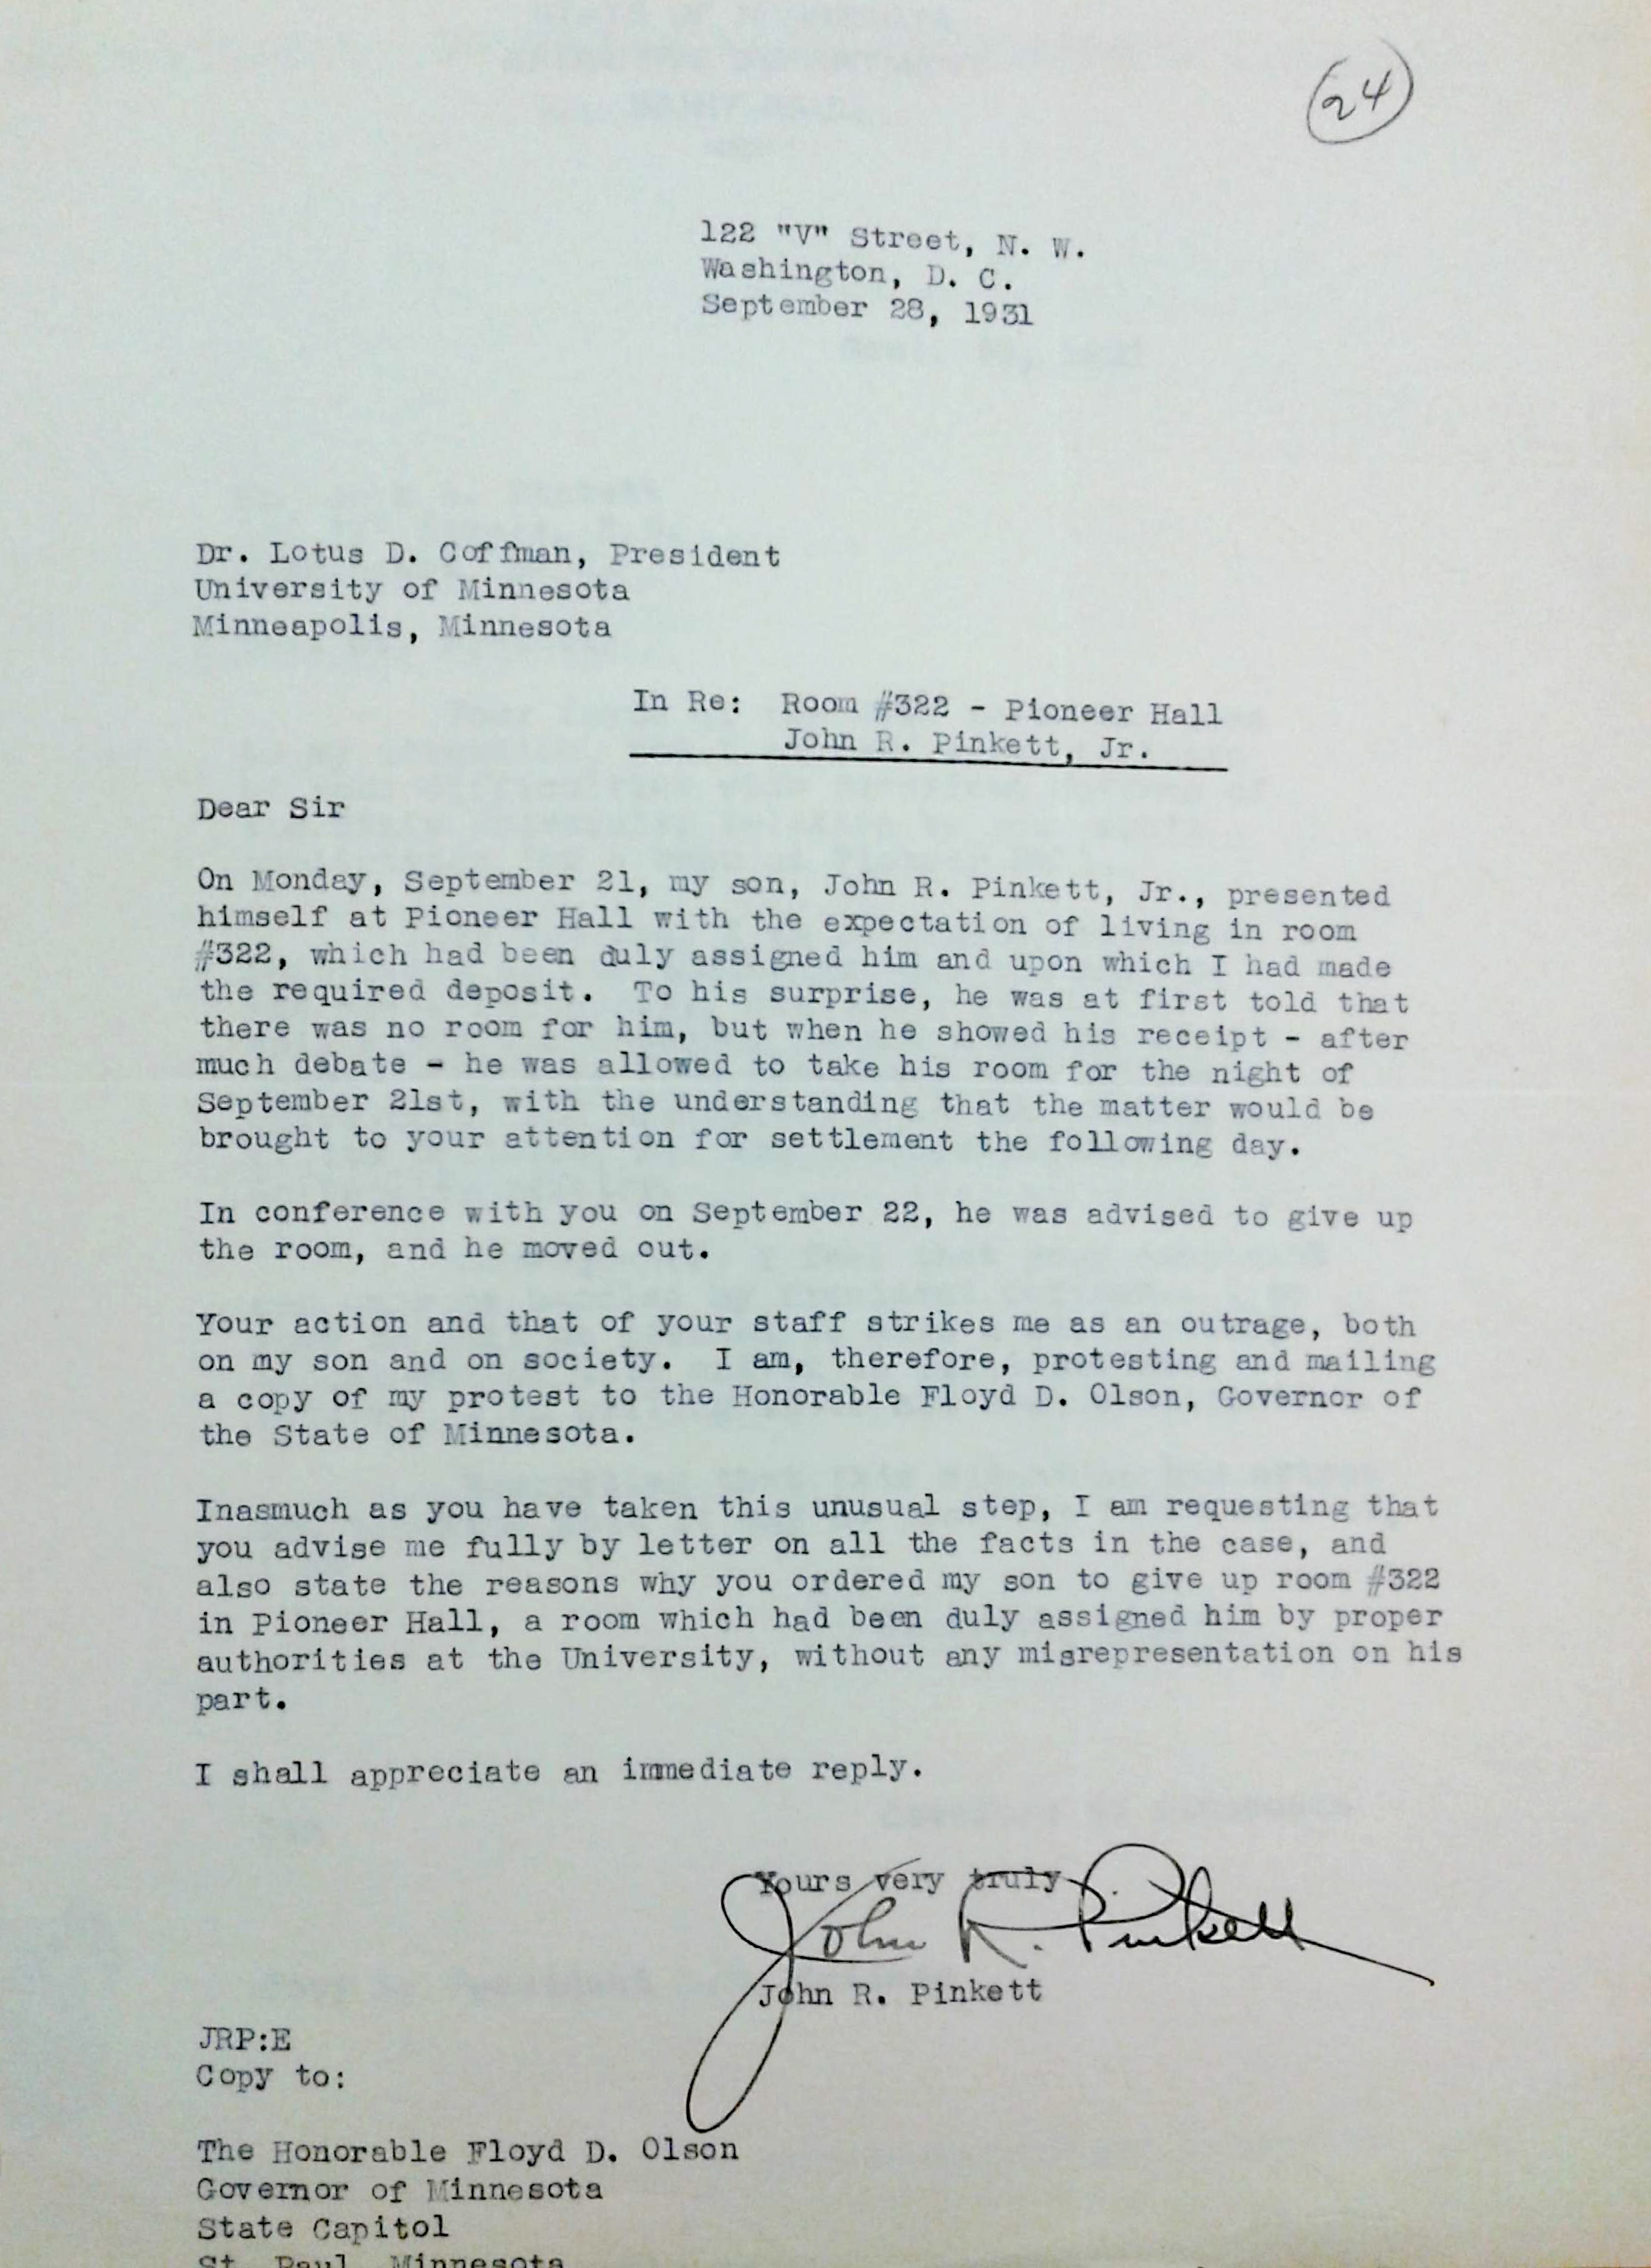 24
122 "V" Street, N. W.
Washington, D. C.
September 28, 1931
Dr. Lotus D. Coffman, President
University of Minnesota
Minneapolis, Minnesota
In Re: Room #322 - Pioneer Hall
John R. Pinkett, Jr.
Dear Sir
On Monday, September 21, my son, John R. Pinkett, Jr., presented
himself at Pioneer Hall with the expectation of living in room
#322, which had been duly assigned him and upon which I had made
the required deposit. To his surprise, he was at first told that
there was no room for him, but when he showed his receipt - after
much debate - he was allowed to take his room for the night of
September 21st, with the understanding that the matter would be
brought to your attention for settlement the following day.
In conference with you on September 22, he was advised to give up
the room, and he moved out.
Your action and that of your staff strikes me as an outrage, both
on my son and on society. I am, therefore, protesting and mailing
a copy of my protest to the Honorable Floyd D. Olson, Governor of
the State of Minnesota.
Inasmuch as you have taken this unusual step, I am requesting that
you advise me fully by letter on all the facts in the case, and
also state the reasons why you ordered my son to give up room #322
in Pioneer Hall, a room which had been duly assigned him by proper
authorities at the University, without any misrepresentation on his
part.
I shall appreciate an immediate reply.
Yours very truly
John R. Pinkett
John R. Pinkett
JRP:E
Copy to:
The Honorable Floyd D. Olson
Governor of Minnesota
State Capitol
St. Paul, Minnesota